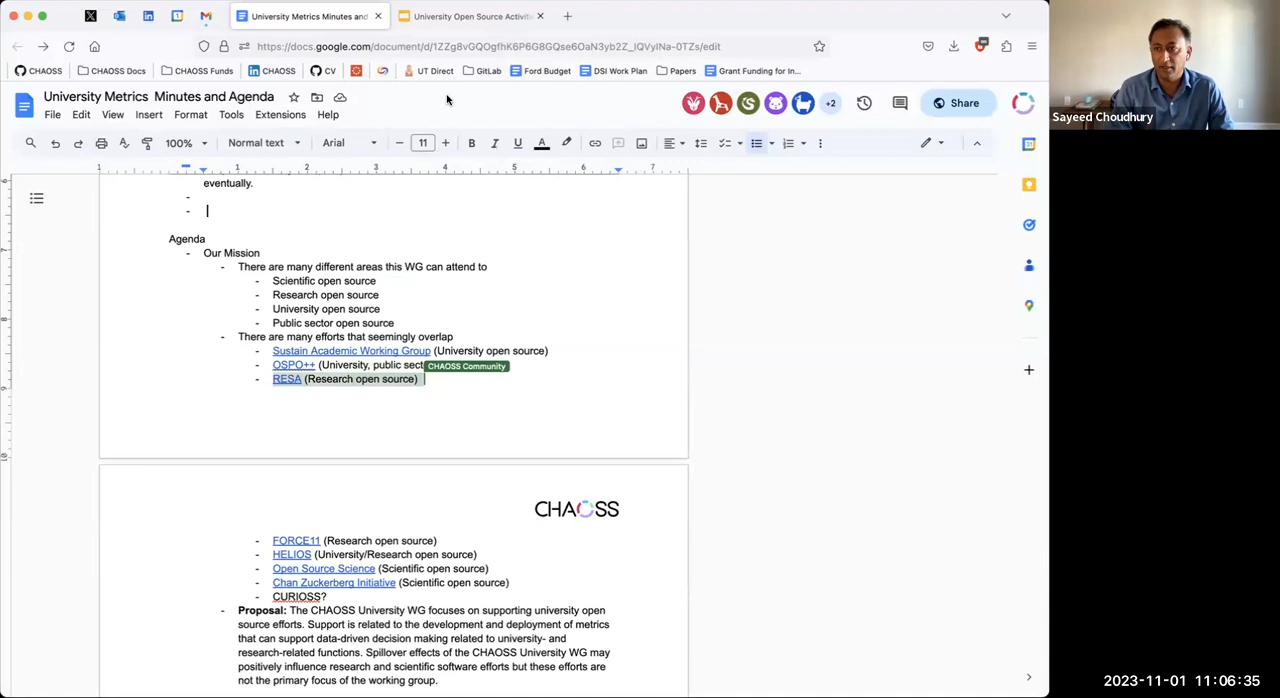 University Metrics Minutes and
University Open Source Activiti
https://docs.google.com/document/d/1ZZg8vGQOgfhK6P6G8GQse6OaN3yb2Z_IQVyINa-0TZs/edit
CHAOSS
CHAOSS Docs
CHAOSS Funds
CHAOSS
CV
UT Direct
GitLab
Ford Budget
DSI Work Plan
Papers
Grant Funding for In...
University Metrics Minutes and Agenda
File Edit View Insert Format Tools Extensions Help
+2
Share
100%
Normal text
Arial
11
eventually.
Agenda
- Our Mission
- There are many different areas this WG can attend to
- Scientific open source
- Research open source
- University open source
- Public sector open source
- There are many efforts that seemingly overlap
- Sustain Academic Working Group (University open source)
- OSPO++ (University, public sect
CHAOSS Community
- RESA (Research open source)
CHAOSS
- FORCE11 (Research open source)
- HELIOS (University/Research open source)
- Open Source Science (Scientific open source)
- Chan Zuckerberg Initiative (Scientific open source)
- CURIOSS?
- Proposal: The CHAOSS University WG focuses on supporting university open
source efforts. Support is related to the development and deployment of metrics
that can support data-driven decision making related to university- and
research-related functions. Spillover effects of the CHAOSS University WG may
positively influence research and scientific software efforts but these efforts are
not the primary focus of the working group.
Sayeed Choudhury
2023-11-01 11:06:35